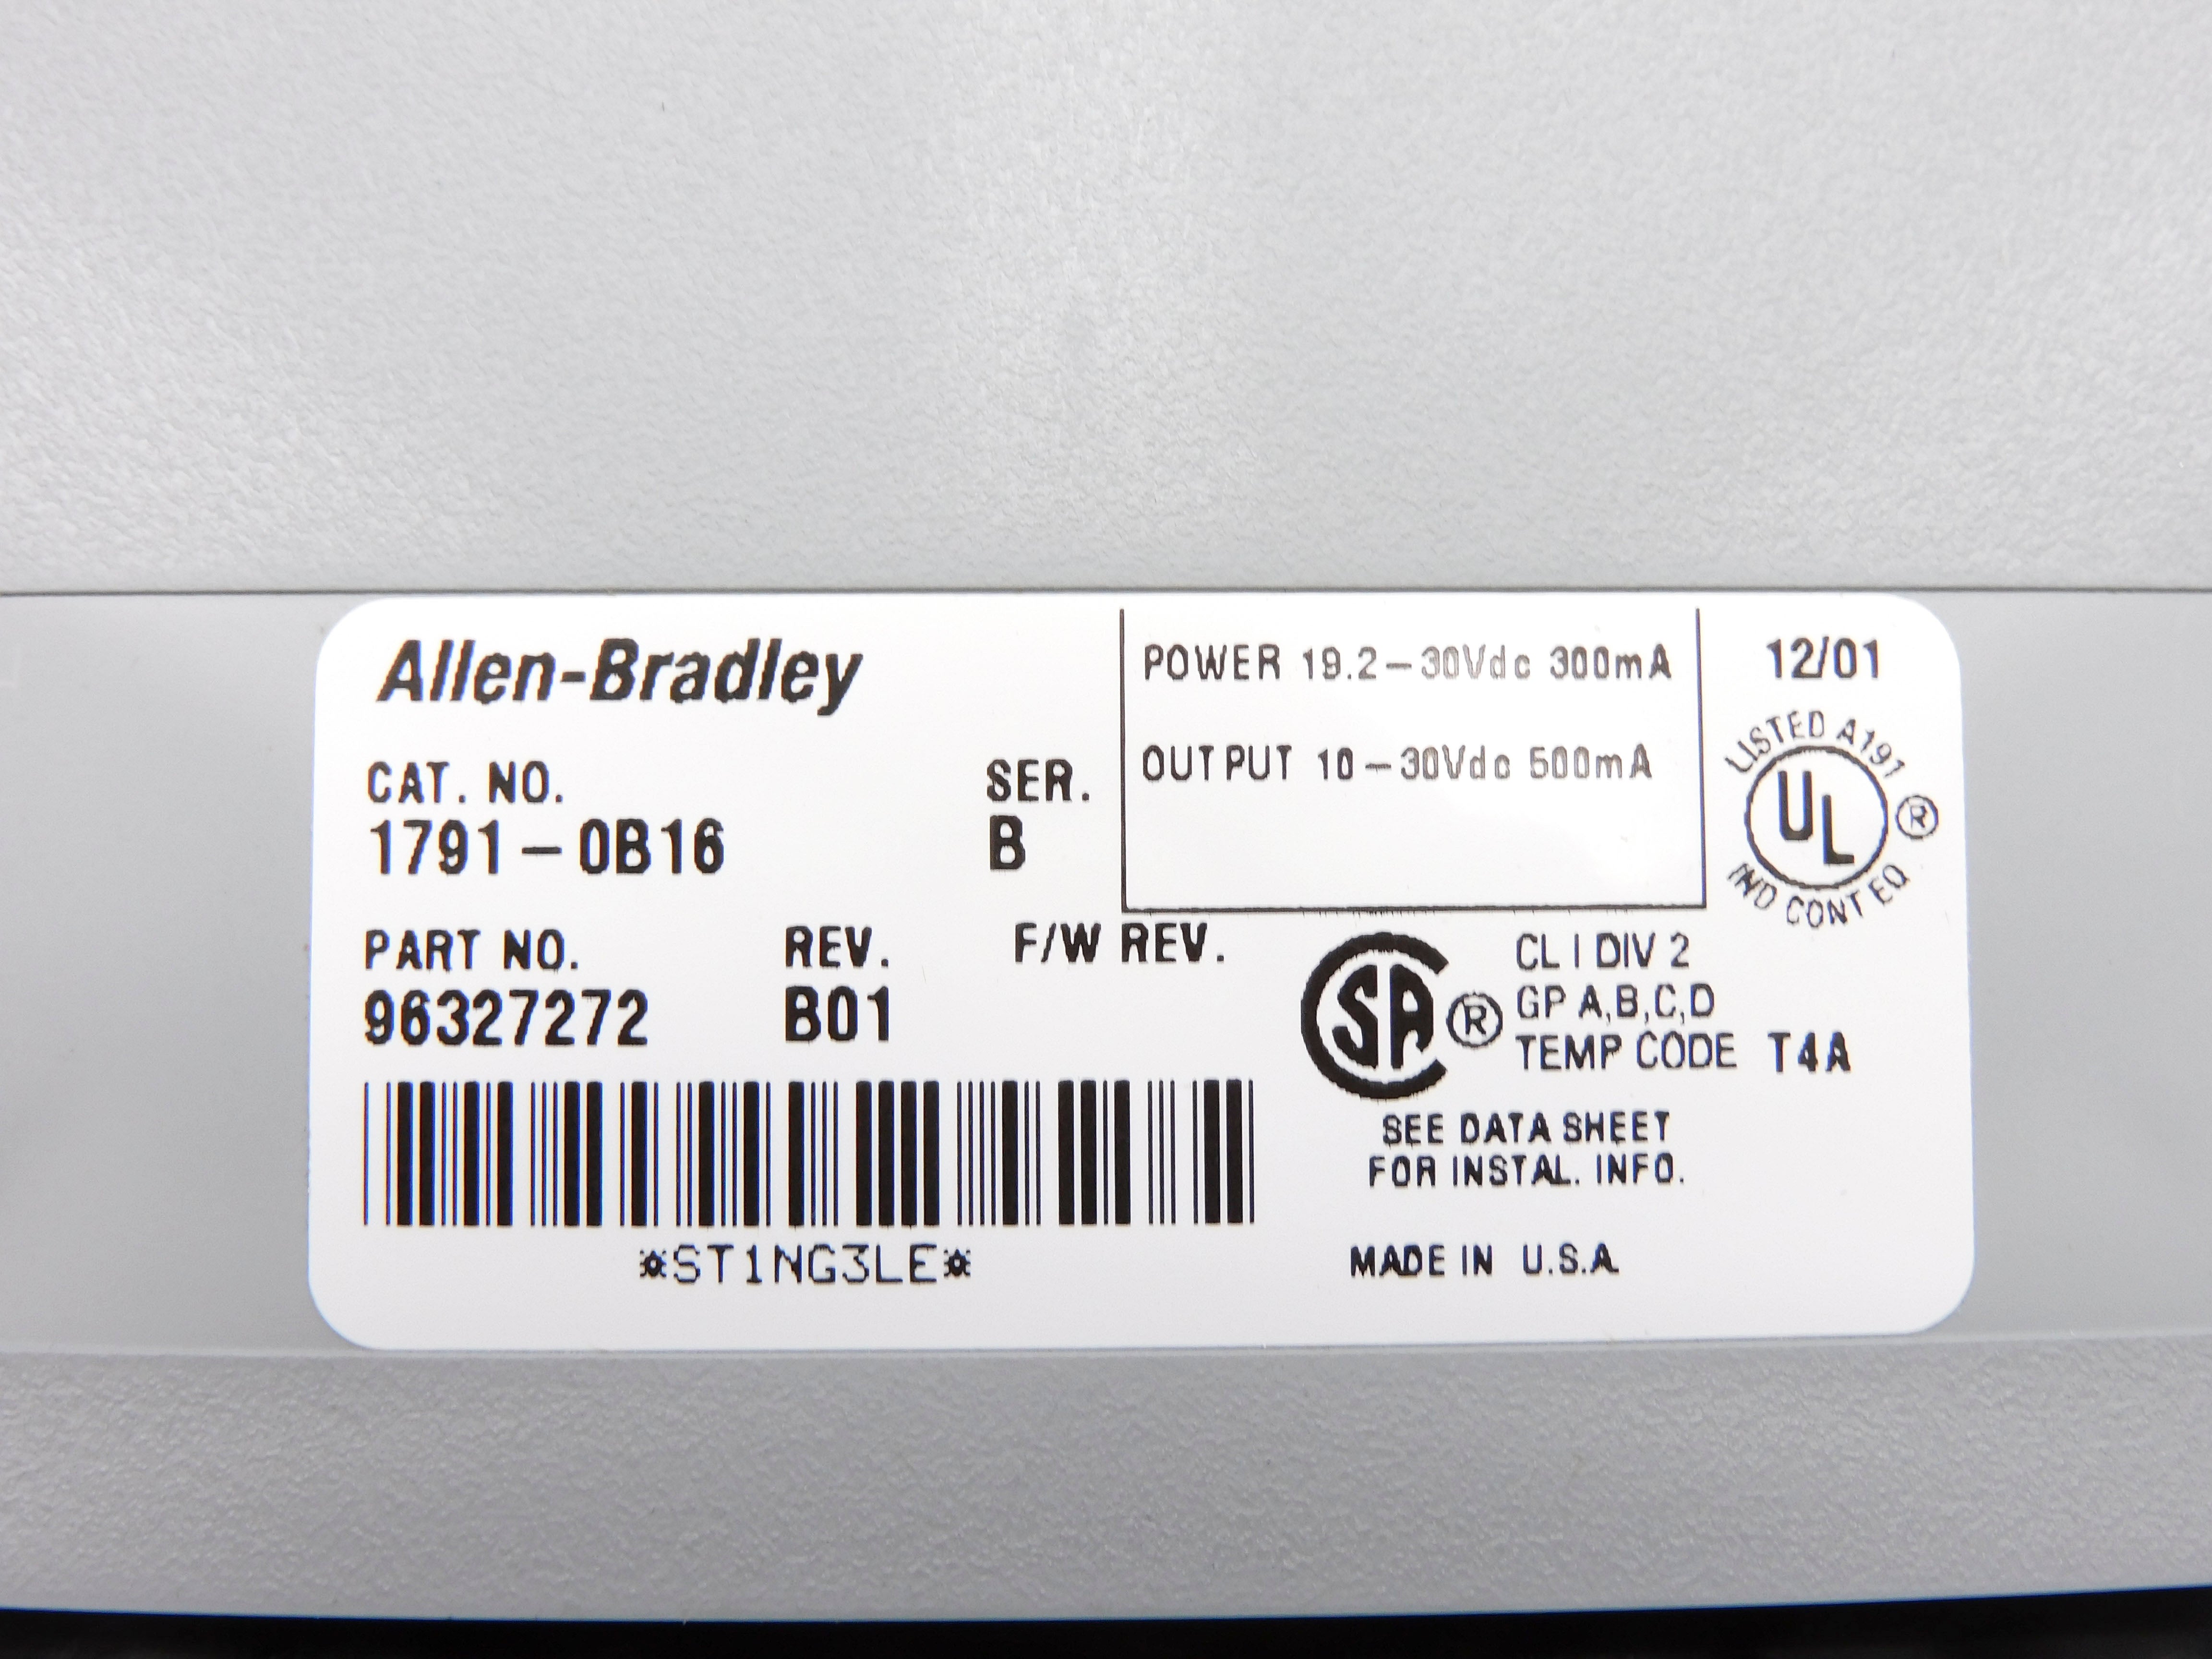 Allen-Bradley
CAT. NO.
SER.
1791-0B16
B
PART NO.
REV.
F/W REV.
96327272
B01
*ST1NG3LE*
POWER 19.2-30Vdc 300mA
OUTPUT 10-30Vdc 500mA
12/01
LISTED A191
UL
®
IND CONT EQ
SA
®
CL I DIV 2
GP A,B,C,D
TEMP CODE T4A
SEE DATA SHEET
FOR INSTAL. INFO.
MADE IN U.S.A.